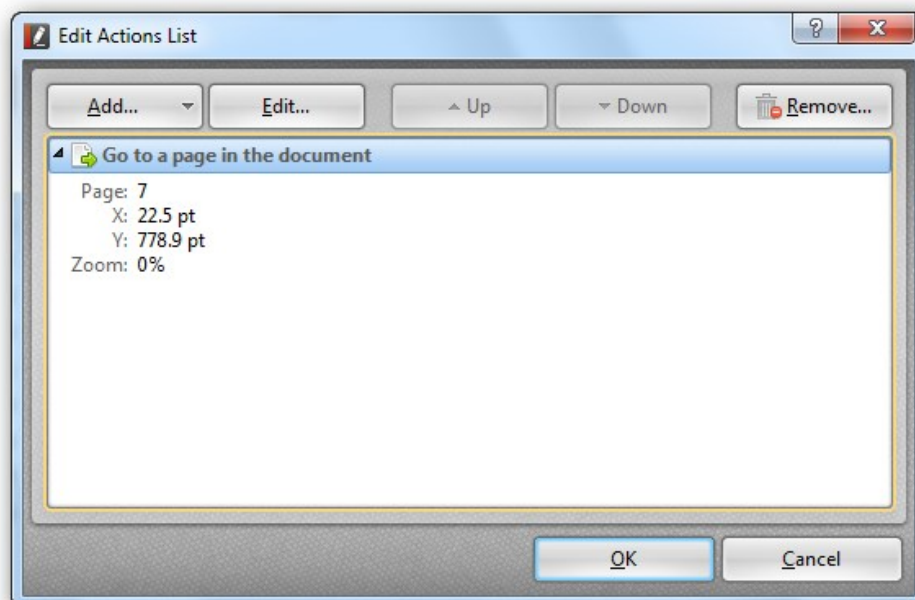 Edit Actions List
?
Add... Edit... Up Down Remove...
Go to a page in the document
Page: 7
X: 22.5 pt
Y: 778.9 pt
Zoom: 0%
OK Cancel